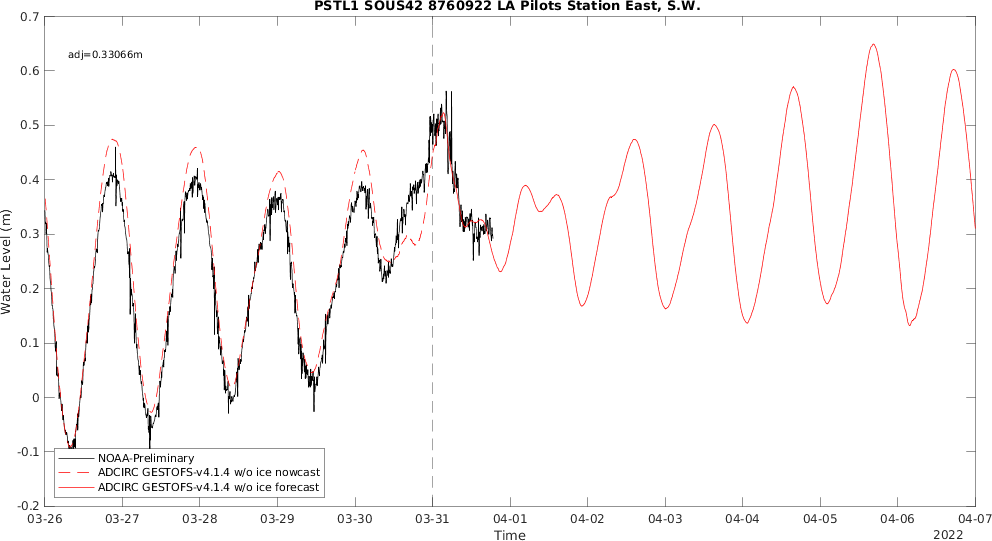 PSTL1 SOUS42 8760922 LA Pilots Station East, S.W.
adj=0.33066m
0.7
0.6
0.5
0.4
0.3
0.2
0.1
0
-0.1
-0.2
Water Level (m)
NOAA-Preliminary
ADCIRC GESTOFS-v4.1.4 w/o ice nowcast
ADCIRC GESTOFS-v4.1.4 w/o ice forecast
03-26 03-27 03-28 03-29 03-30 03-31 04-01 04-02 04-03 04-04 04-05 04-06 04-07
Time
2022